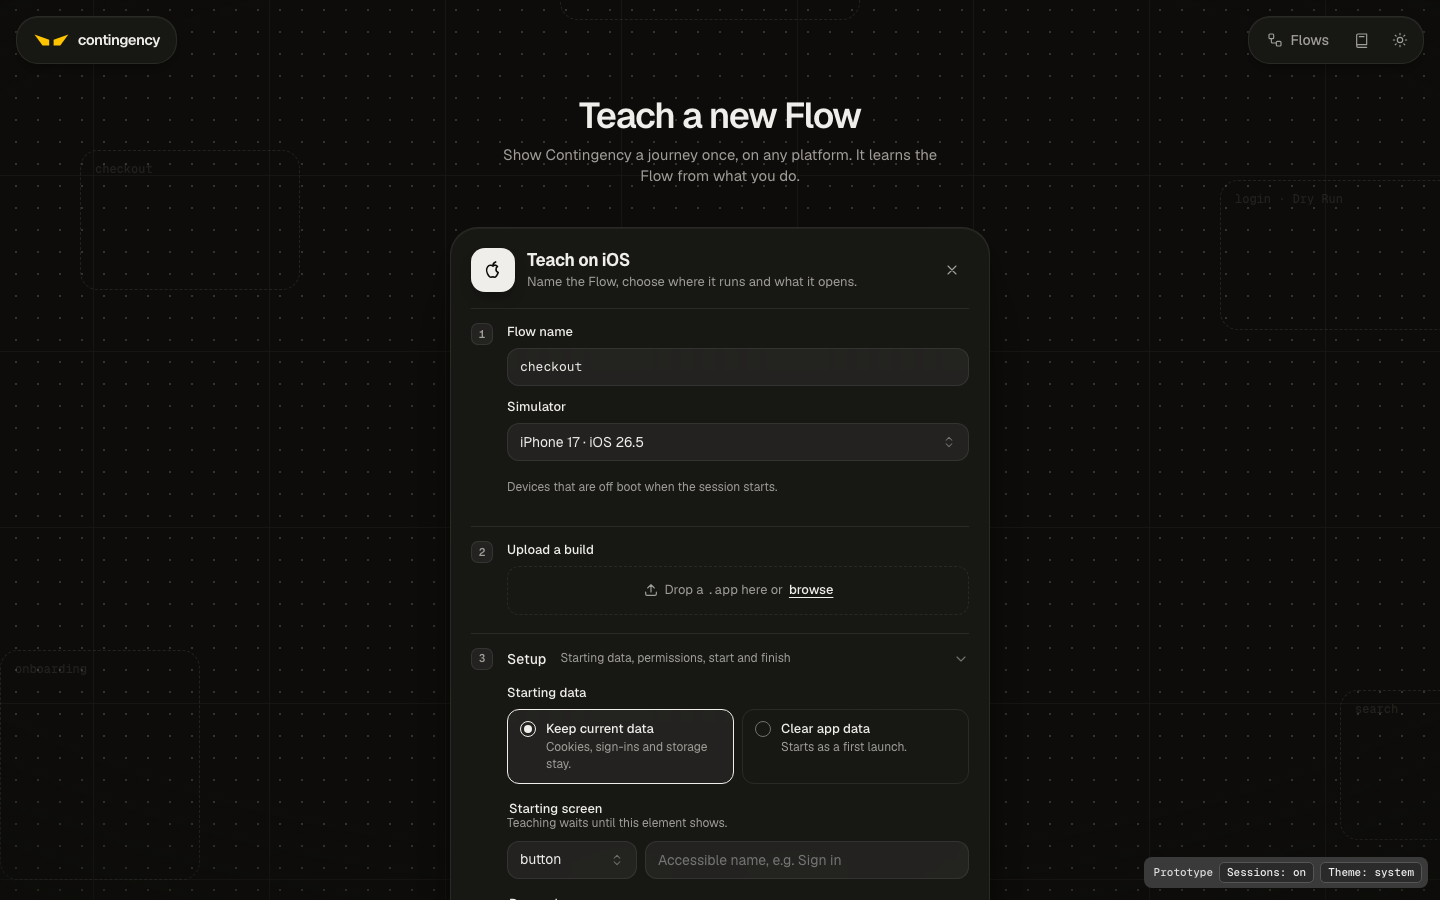 contingency
Flows
Teach a new Flow
Show Contingency a journey once, on any platform. It learns the
Flow from what you do.
checkout
login · Dry Run
Teach on iOS
Name the Flow, choose where it runs and what it opens.
1
Flow name
checkout
Simulator
iPhone 17 · iOS 26.5
Devices that are off boot when the session starts.
2
Upload a build
Drop a .app here or browse
3
Setup
Starting data, permissions, start and finish
onboarding
Starting data
Keep current data
Cookies, sign-ins and storage
stay.
Clear app data
Starts as a first launch.
search
Starting screen
Teaching waits until this element shows.
button
Accessible name, e.g. Sign in
Prototype
Sessions: on
Theme: system